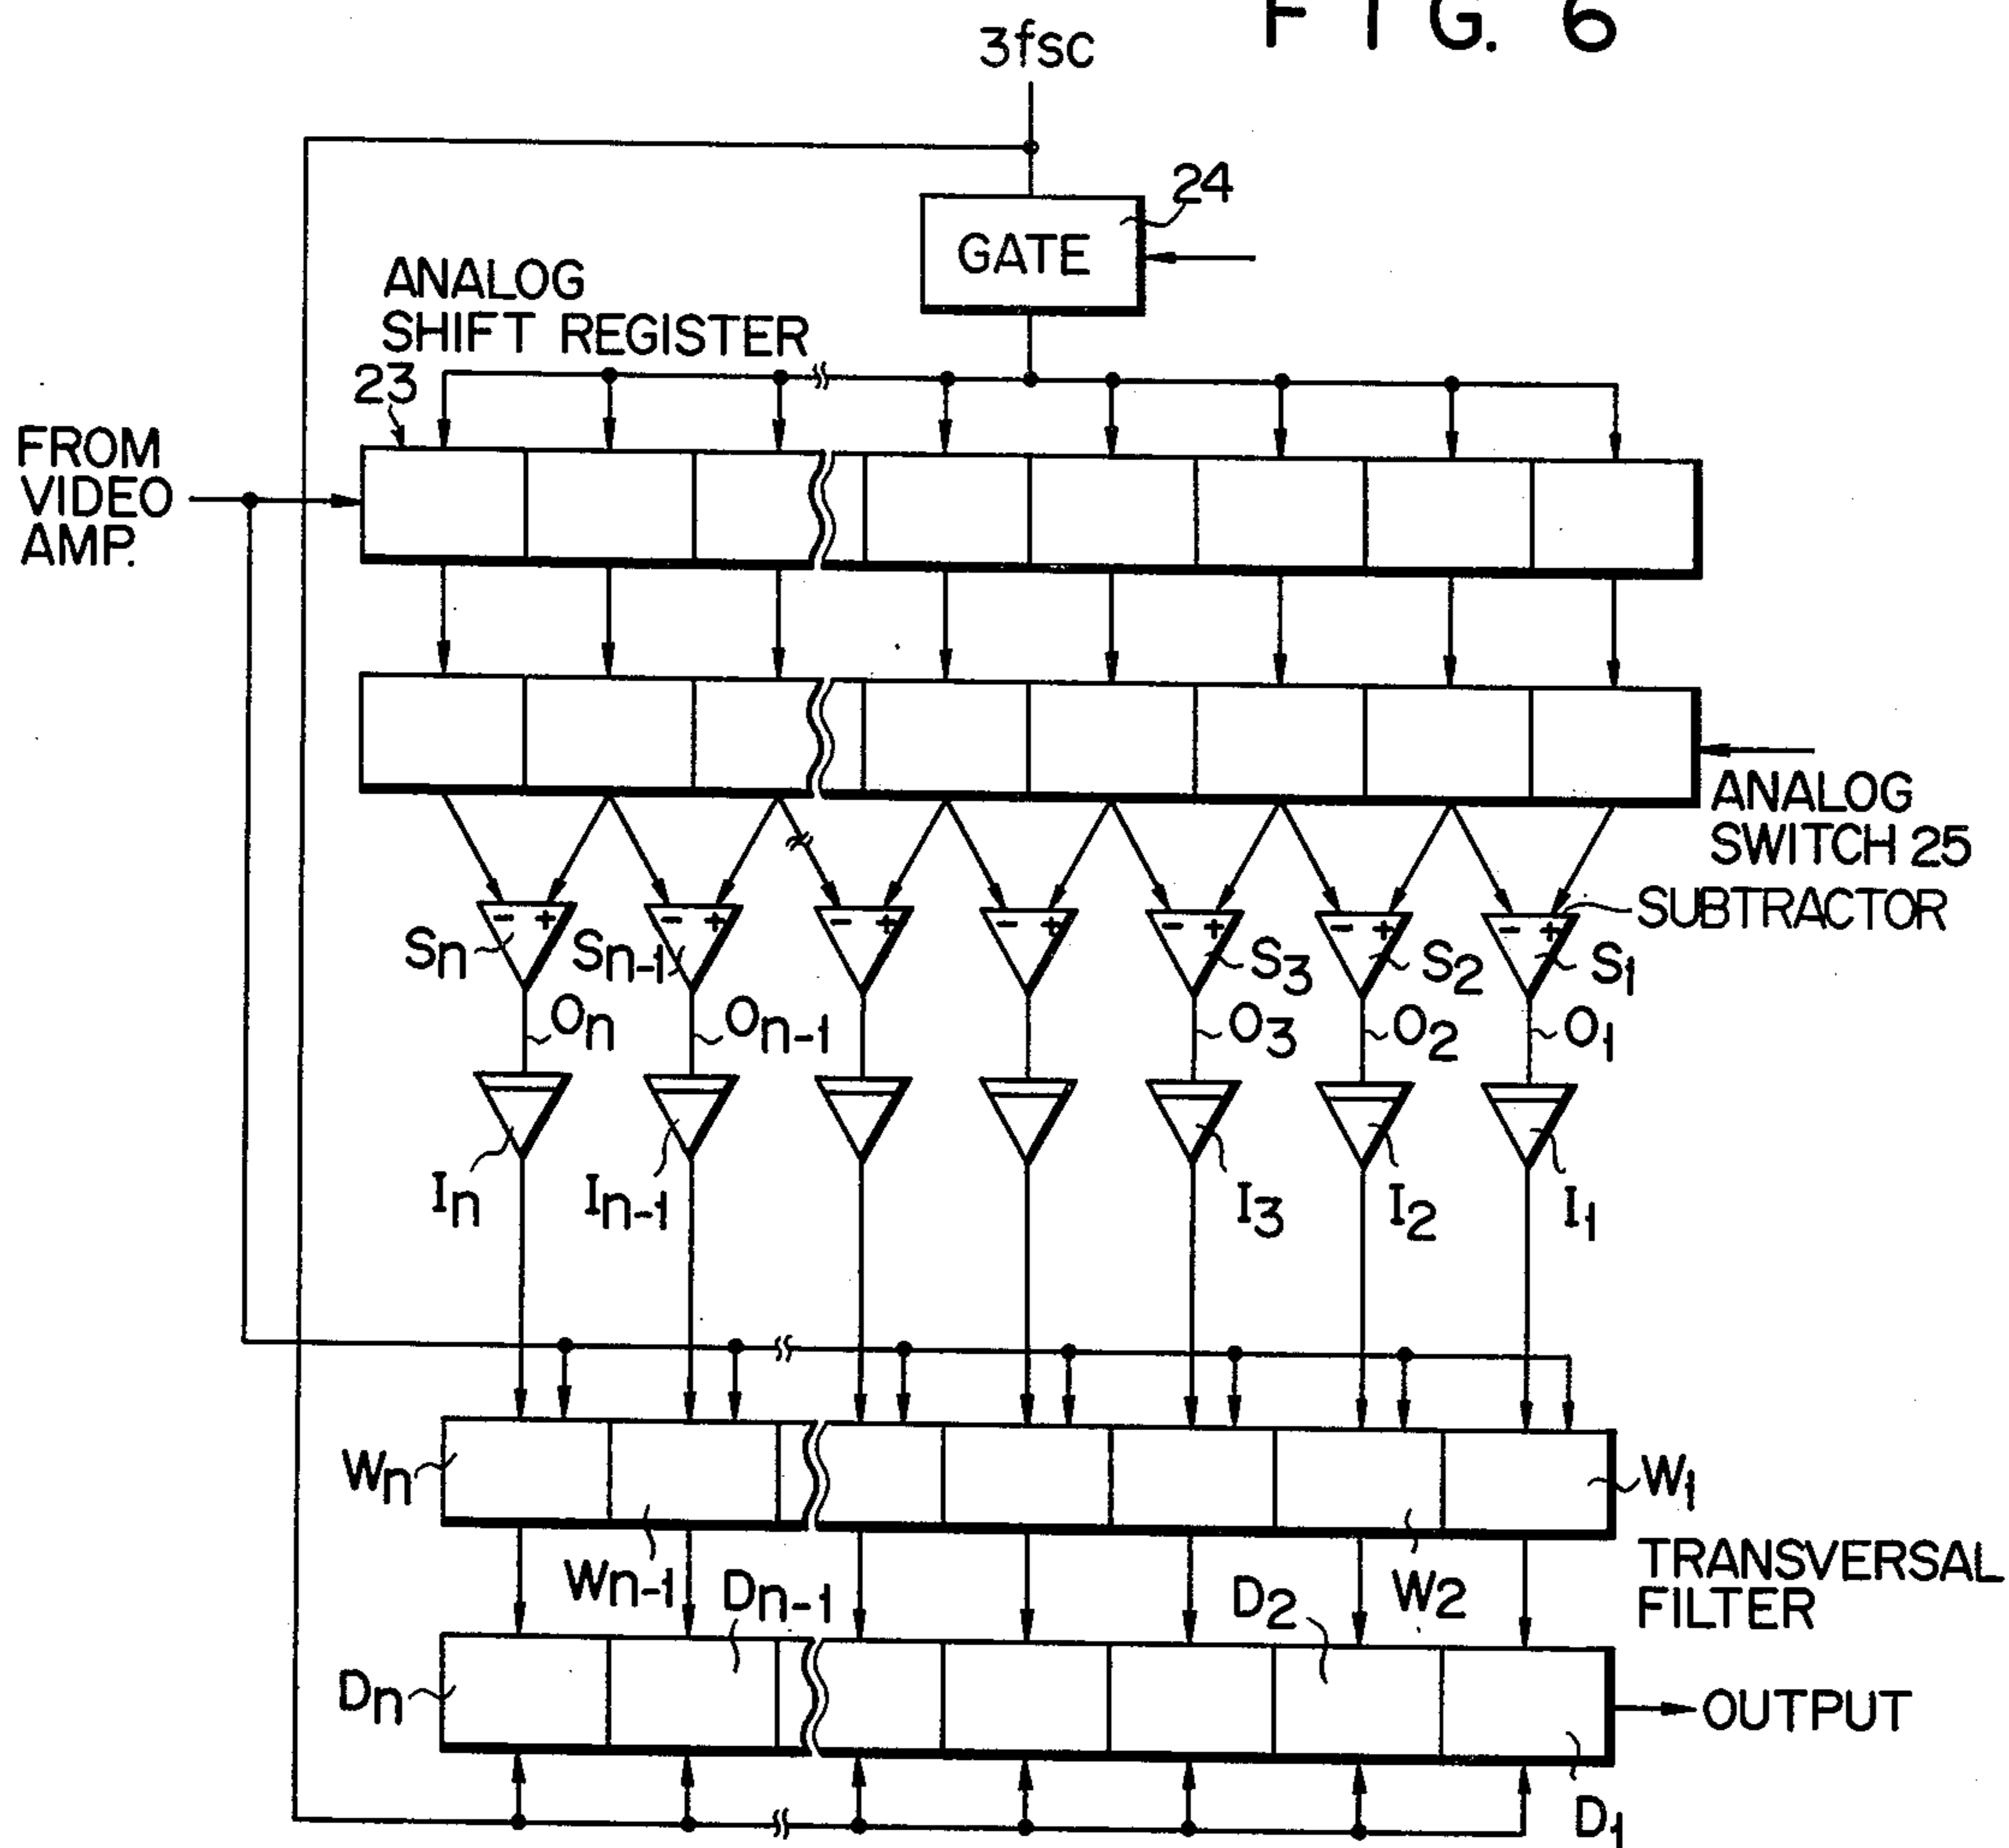 FIG. 6
3fsc
24
GATE
ANALOG
SHIFT REGISTER
23
FROM
VIDEO
AMP.
ANALOG
SWITCH 25
SUBTRACTOR
- + - + - + - + - + - + - +
Sn Sn-1 S3 S2 S1
On On-1 O3 O2 O1
In In-1 I3 I2 I1
Wn W1
Wn-1 W2
TRANSVERSAL
FILTER
Dn-1 D2
Dn
OUTPUT
D1